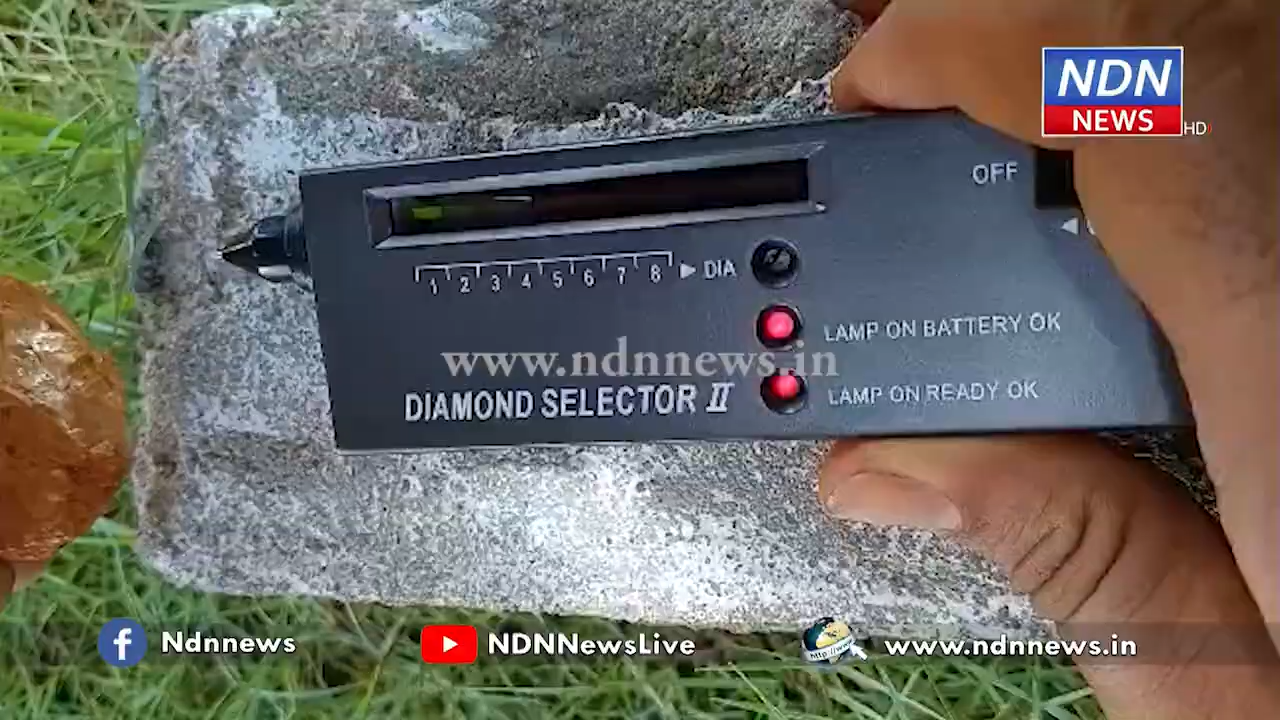 NDN
NEWS
HD
OFF
1 2 3 4 5 6 7 8 ▶ DIA
LAMP ON BATTERY OK
www.ndnnews.in
LAMP ON READY OK
DIAMOND SELECTOR II
Ndnnews
NDNNewsLive
www.ndnnews.in